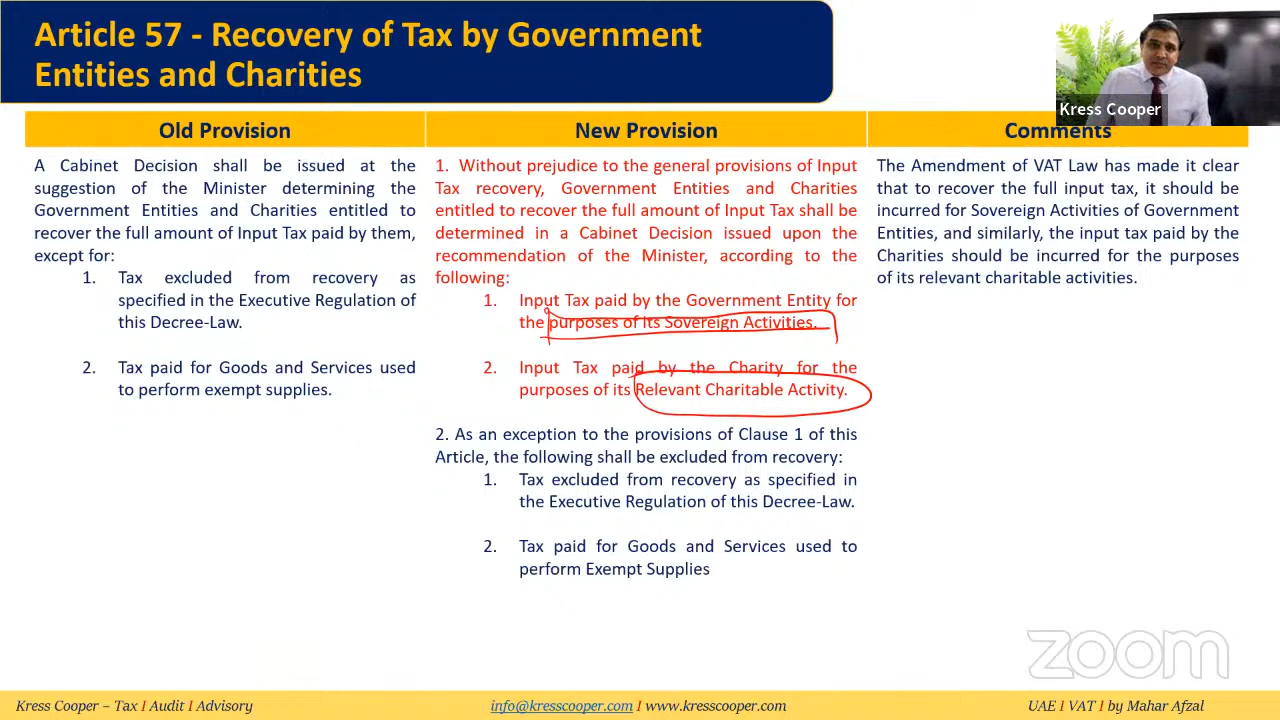 Article 57 - Recovery of Tax by Government
Entities and Charities
Kress Cooper
Old Provision
New Provision
Comments
A Cabinet Decision shall be issued at the
suggestion of the Minister determining the
Government Entities and Charities entitled to
recover the full amount of Input Tax paid by them,
except for:
1. Tax excluded from recovery as
specified in the Executive Regulation of
this Decree-Law.
2. Tax paid for Goods and Services used
to perform exempt supplies.
1. Without prejudice to the general provisions of Input
Tax recovery, Government Entities and Charities
entitled to recover the full amount of Input Tax shall be
determined in a Cabinet Decision issued upon the
recommendation of the Minister, according to the
following:
1. Input Tax paid by the Government Entity for
the purposes of its Sovereign Activities.
2. Input Tax paid by the Charity for the
purposes of its Relevant Charitable Activity.
2. As an exception to the provisions of Clause 1 of this
Article, the following shall be excluded from recovery:
1. Tax excluded from recovery as specified in
the Executive Regulation of this Decree-Law.
2. Tax paid for Goods and Services used to
perform Exempt Supplies
The Amendment of VAT Law has made it clear
that to recover the full input tax, it should be
incurred for Sovereign Activities of Government
Entities, and similarly, the input tax paid by the
Charities should be incurred for the purposes
of its relevant charitable activities.
zoom
Kress Cooper – Tax I Audit I Advisory
info@kresscooper.com I www.kresscooper.com
UAE I VAT I by Mahar Afzal